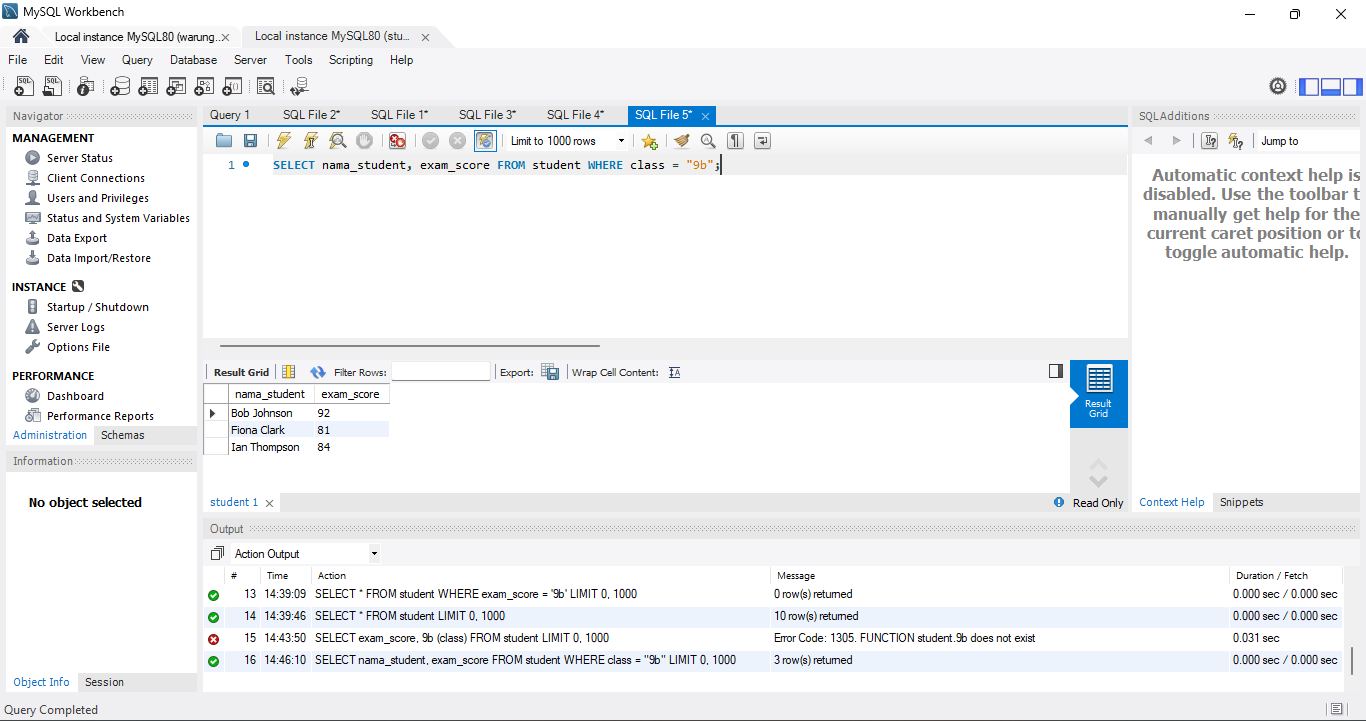 MySQL Workbench
Local instance MySQL80 (warung..
Local instance MySQL80 (stu...
File Edit View Query Database Server Tools Scripting Help
Navigator
MANAGEMENT
Server Status
Client Connections
Users and Privileges
Status and System Variables
Data Export
Data Import/Restore
INSTANCE
Startup / Shutdown
Server Logs
Options File
PERFORMANCE
Dashboard
Performance Reports
Administration Schemas
Information
No object selected
Object Info Session
Query 1 SQL File 2* SQL File 1* SQL File 3* SQL File 4* SQL File 5*
Limit to 1000 rows
1 SELECT nama_student, exam_score FROM student WHERE class = "9b";
Result Grid Filter Rows: Export: Wrap Cell Content: IA
nama_student exam_score
Bob Johnson 92
Fiona Clark 81
Ian Thompson 84
Result
Grid
student 1 Read Only
SQLAdditions
Jump to
Automatic context help is
disabled. Use the toolbar t
manually get help for the
current caret position or to
toggle automatic help.
Context Help Snippets
Output
Action Output
# Time Action Message Duration / Fetch
13 14:39:09 SELECT * FROM student WHERE exam_score = '9b' LIMIT 0, 1000 0 row(s) returned 0.000 sec / 0.000 sec
14 14:39:46 SELECT * FROM student LIMIT 0, 1000 10 row(s) returned 0.000 sec / 0.000 sec
15 14:43:50 SELECT exam_score, 9b (class) FROM student LIMIT 0, 1000 Error Code: 1305. FUNCTION student.9b does not exist 0.031 sec
16 14:46:10 SELECT nama_student, exam_score FROM student WHERE class = "9b" LIMIT 0, 1000 3 row(s) returned 0.000 sec / 0.000 sec
Query Completed